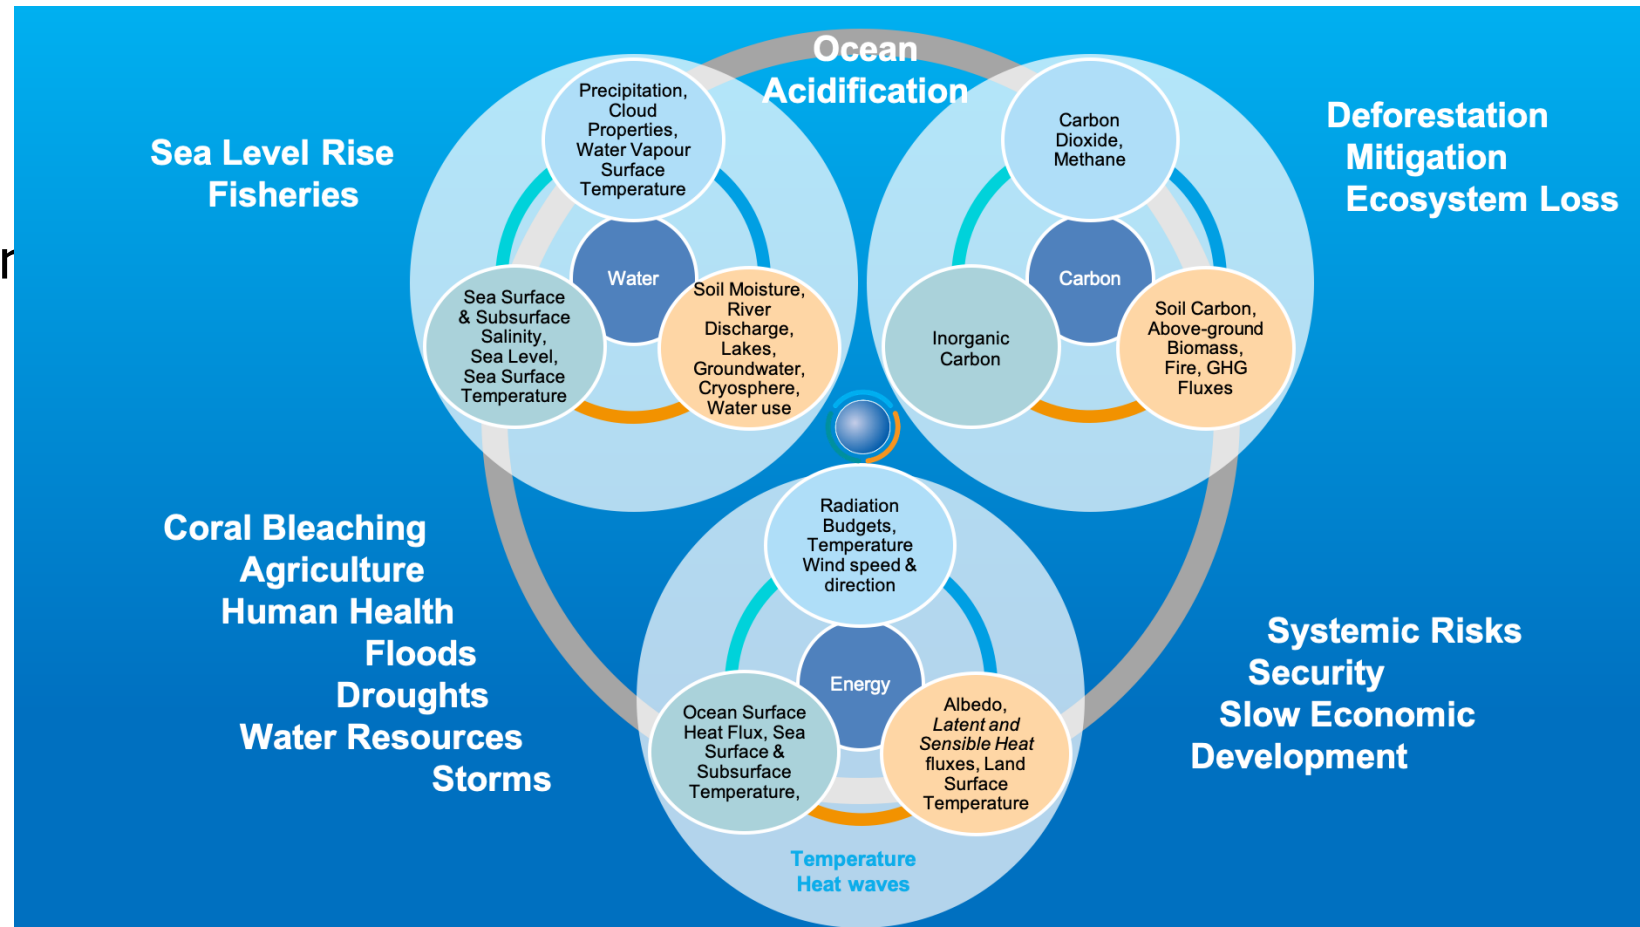 Ocean
Acidification
Sea Level Rise
Fisheries
Deforestation
Mitigation
Ecosystem Loss
Precipitation,
Cloud
Properties,
Water Vapour
Surface
Temperature
Water
Sea Surface
& Subsurface
Salinity,
Sea Level,
Sea Surface
Temperature
Soil Moisture,
River
Discharge,
Lakes,
Groundwater,
Cryosphere,
Water use
Carbon
Dioxide,
Methane
Carbon
Inorganic
Carbon
Soil Carbon,
Above-ground
Biomass,
Fire, GHG
Fluxes
Coral Bleaching
Agriculture
Human Health
Floods
Droughts
Water Resources
Storms
Radiation
Budgets,
Temperature
Wind speed &
direction
Energy
Ocean Surface
Heat Flux, Sea
Surface &
Subsurface
Temperature,
Albedo,
Latent and
Sensible Heat
fluxes, Land
Surface
Temperature
Temperature
Heat waves
Systemic Risks
Security
Slow Economic
Development